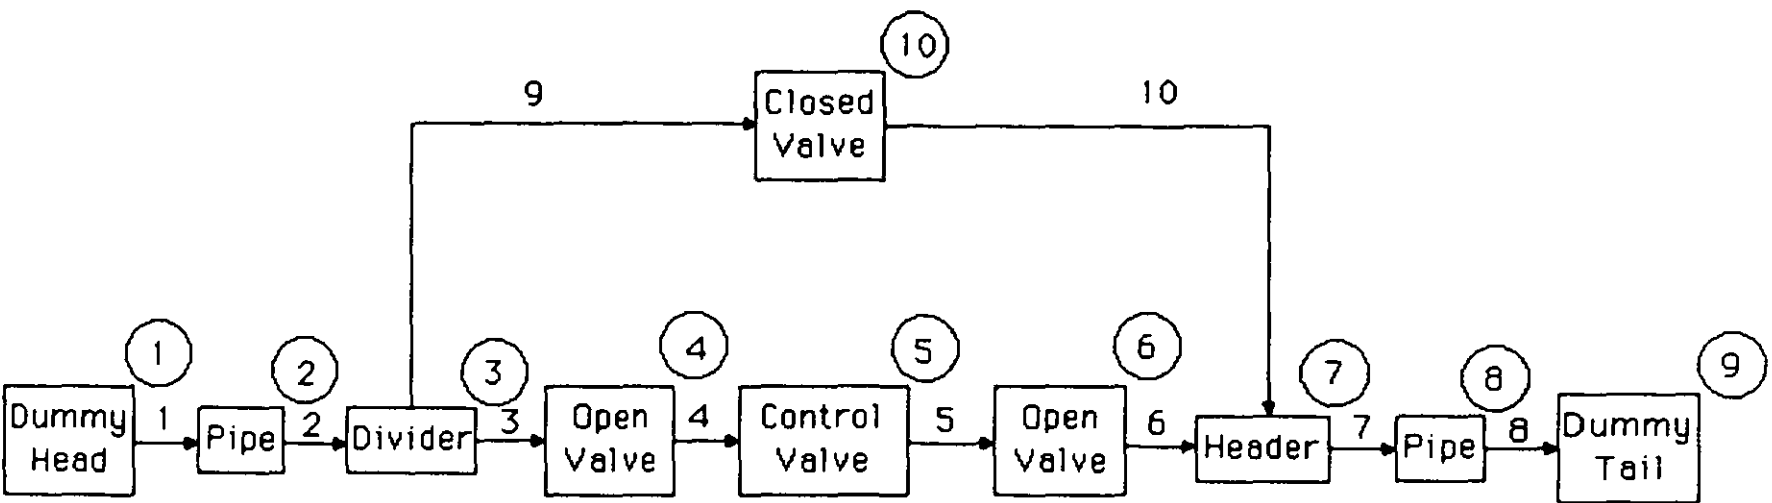 10
9
Closed
Valve
10
1
2
3
4
5
6
7
8
9
Dummy
Head
1
Pipe
2
Divider
3
Open
Valve
4
Control
Valve
5
Open
Valve
6
Header
7
Pipe
8
Dummy
Tail